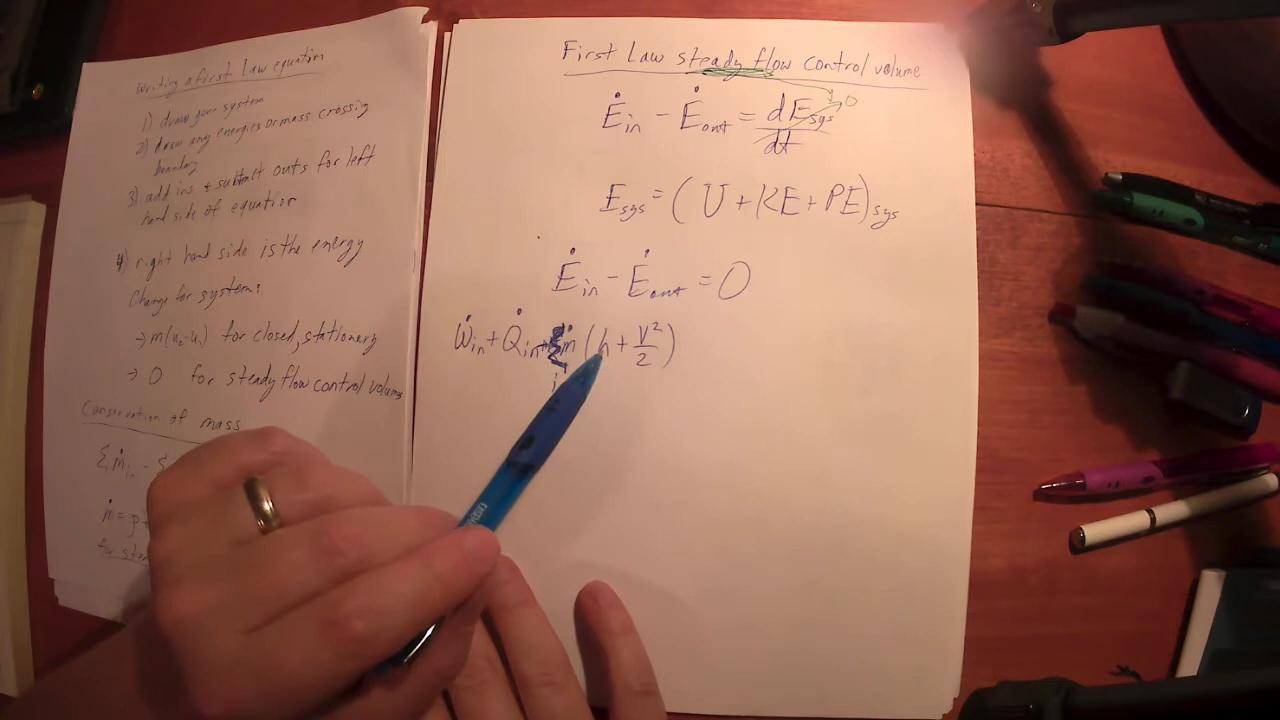 Writing a first Law equation
1) draw your system
2) draw any energies or mass crossing
boundary
3) add ins + subtract outs for left
hand side of equation
4) right hand side is the energy
change for system:
→ m(u₂-u₁) for closed, stationary
→ 0 for steady flow control volume
Conservation of mass
Σ ṁin - Σ
ṁ = ρ
for
First Law steady flow control volume
Ėin - Ėout = dEsys/dt → 0
Esys = (U + KE + PE)sys
Ėin - Ėout = 0
Ẇin + Q̇in + Σ ṁ (h + V²/2)